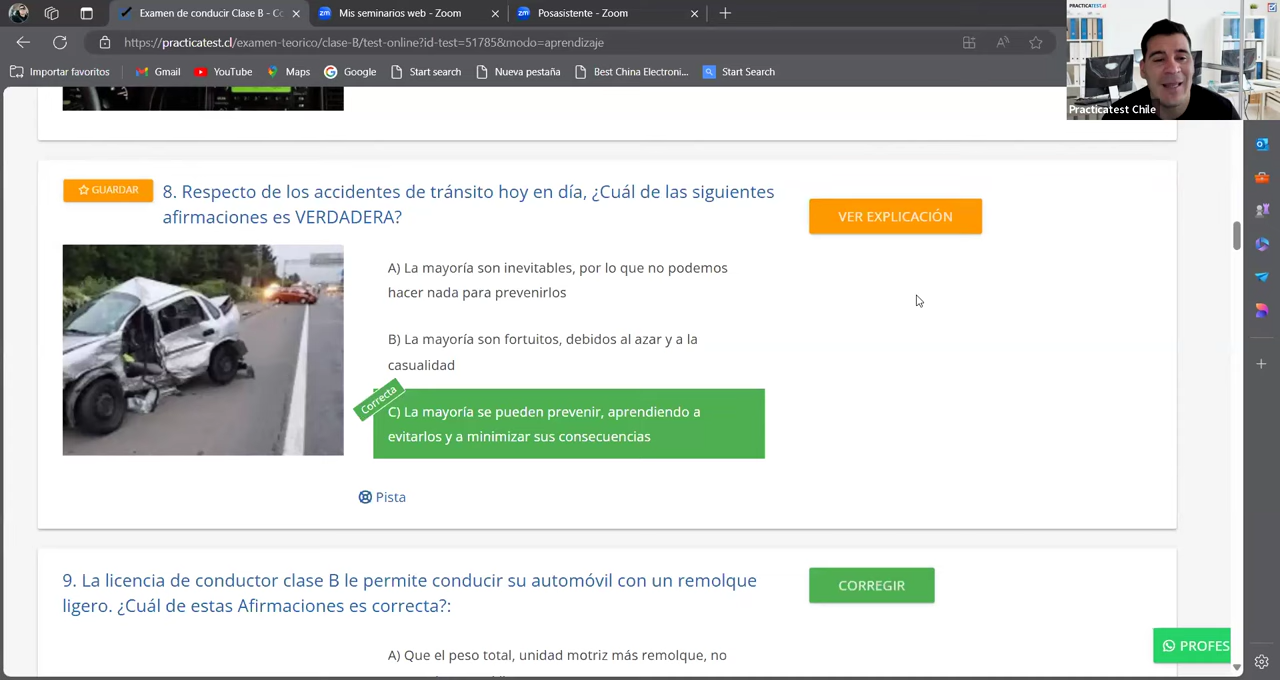 Examen de conducir Clase B - Co
Mis seminarios web - Zoom
Posasistente - Zoom
https://practicatest.cl/examen-teorico/clase-B/test-online?id-test=51785&modo=aprendizaje
Importar favoritos
Gmail
YouTube
Maps
Google
Start search
Nueva pestaña
Best China Electroni...
Start Search
PRACTICATEST.cl
Practicatest Chile
GUARDAR
8. Respecto de los accidentes de tránsito hoy en día, ¿Cuál de las siguientes
afirmaciones es VERDADERA?
VER EXPLICACIÓN
A) La mayoría son inevitables, por lo que no podemos
hacer nada para prevenirlos
B) La mayoría son fortuitos, debidos al azar y a la
casualidad
Correcta
C) La mayoría se pueden prevenir, aprendiendo a
evitarlos y a minimizar sus consecuencias
Pista
9. La licencia de conductor clase B le permite conducir su automóvil con un remolque
ligero. ¿Cuál de estas Afirmaciones es correcta?:
CORREGIR
A) Que el peso total, unidad motriz más remolque, no
PROFES